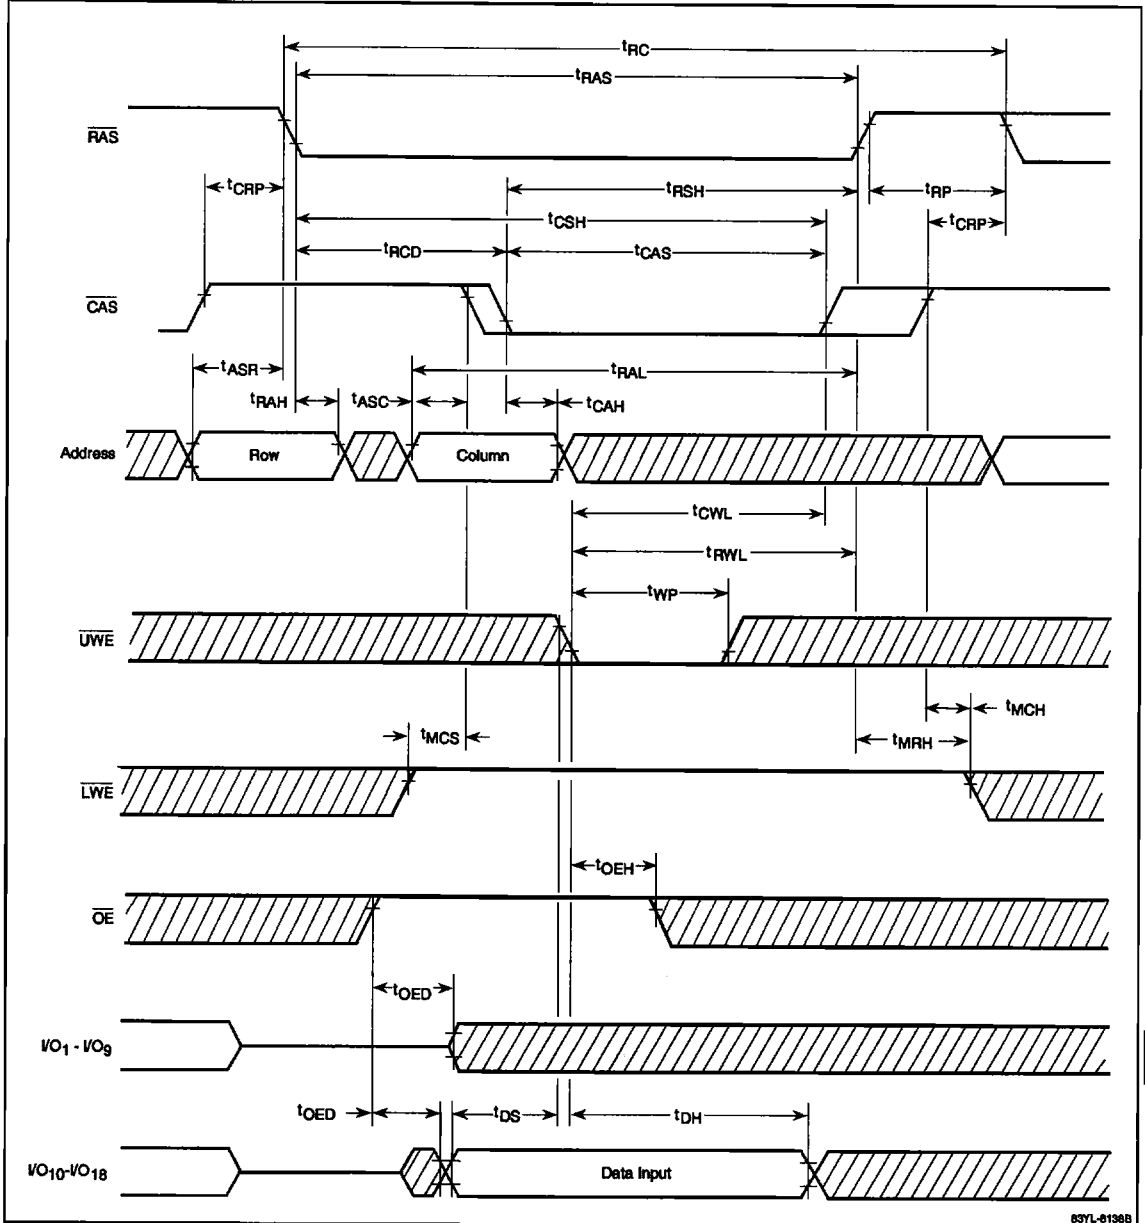 tRC
tRAS
RAS
tCRP tRSH tRP
tCSH tCRP
tRCD tCAS
CAS
tASR tRAL
tRAH tASC tCAH
Address Row Column
tCWL
tRWL
tWP
UWE
tMCH
tMCS tMRH
LWE
tOEH
OE
tOED
I/O1 - I/O9
tOED tDS tDH
I/O10-I/O18 Data Input
83YL-8138B